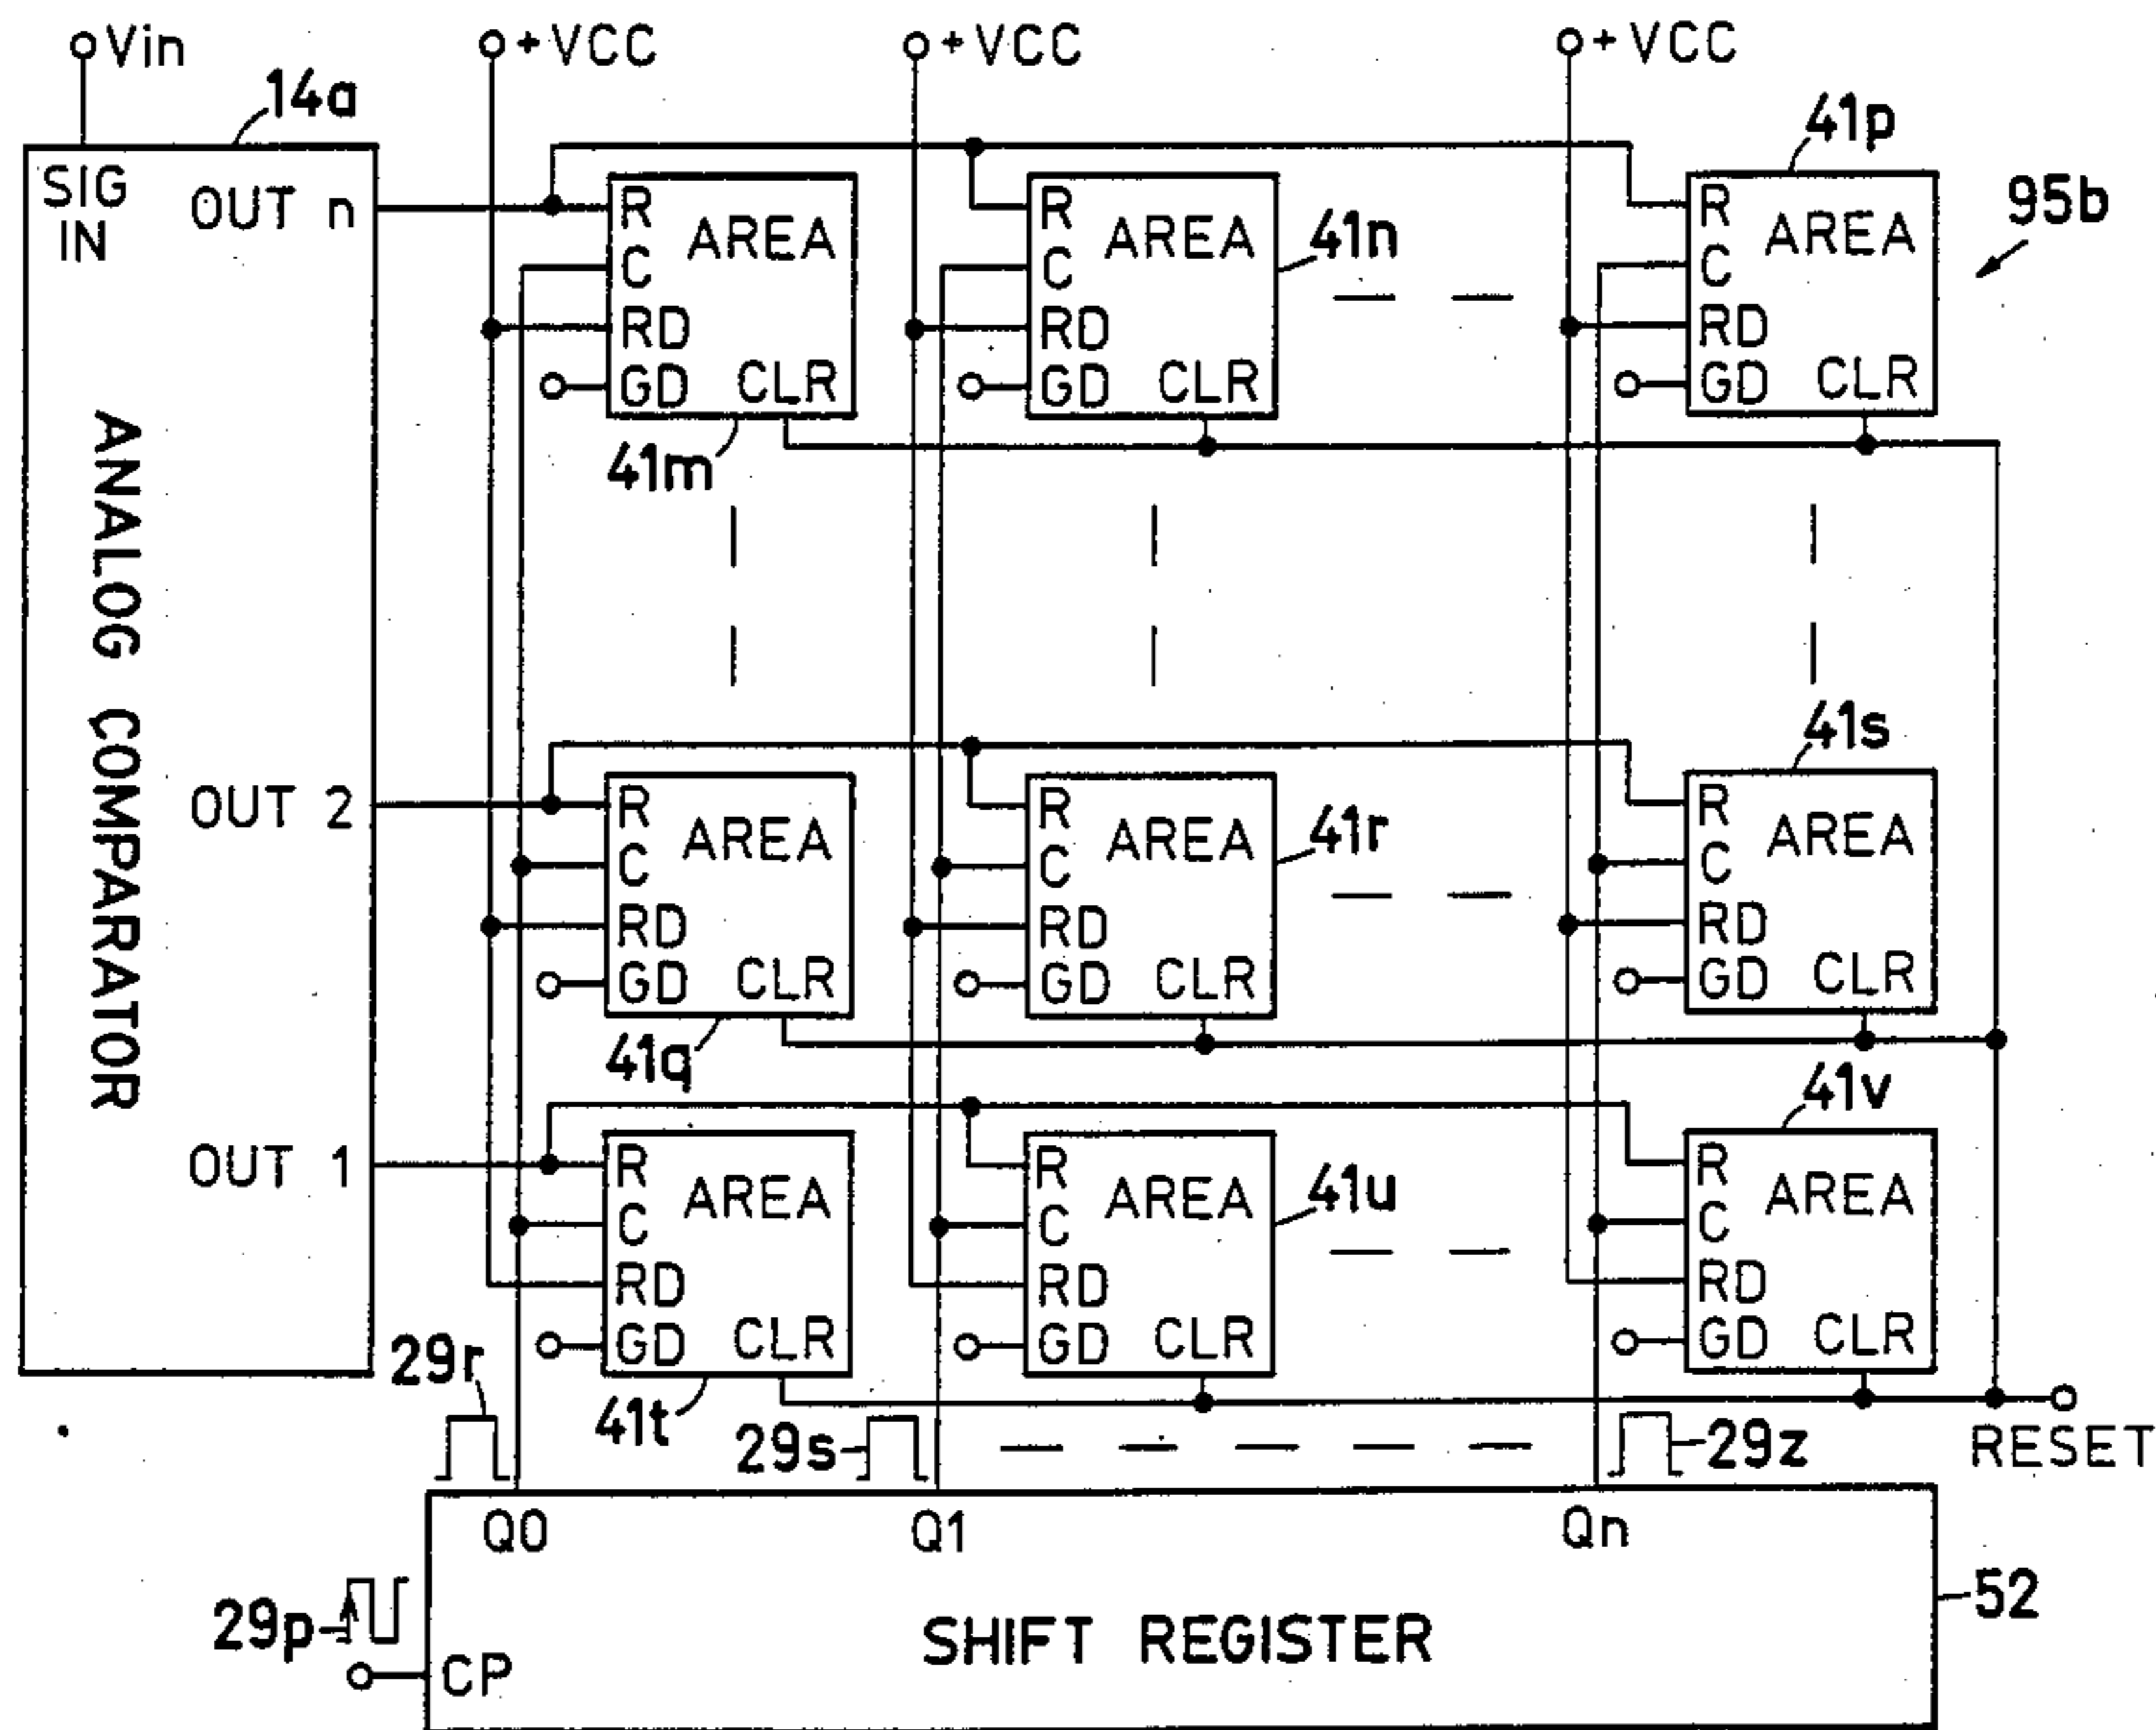 Vin
+ VCC
+ VCC
+ VCC
14a
41p
SIG
IN
OUT n
R
C
RD
GD
AREA
CLR
R
C
RD
GD
AREA
CLR
41n
R
C
RD
GD
AREA
CLR
95b
41m
ANALOG COMPARATOR
41s
OUT 2
R
C
RD
GD
AREA
CLR
R
C
RD
GD
AREA
CLR
41r
R
C
RD
GD
AREA
CLR
41q
41v
OUT 1
R
C
RD
GD
AREA
CLR
R
C
RD
GD
AREA
CLR
41u
R
C
RD
GD
AREA
CLR
29r
41t
29s
29z
RESET
Q0
Q1
Qn
29p
CP
SHIFT REGISTER
52